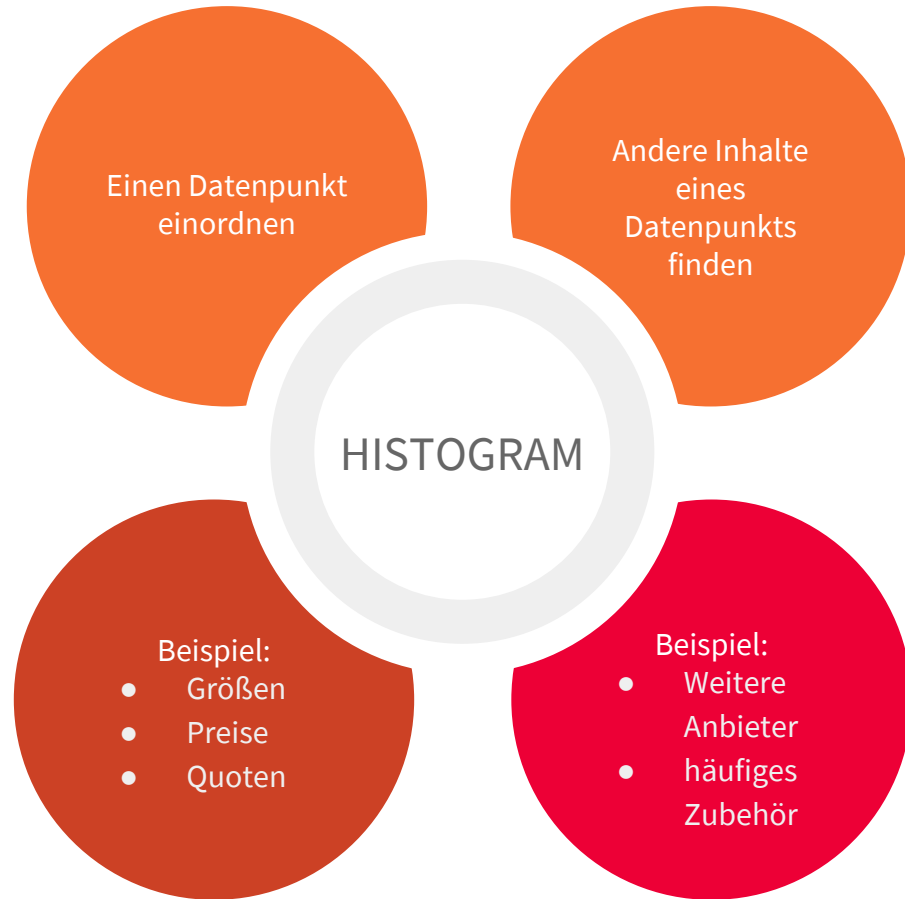 Einen Datenpunkt
einordnen
Andere Inhalte
eines
Datenpunkts
finden
HISTOGRAM
Beispiel:
● Größen
● Preise
● Quoten
Beispiel:
● Weitere
Anbieter
● häufiges
Zubehör